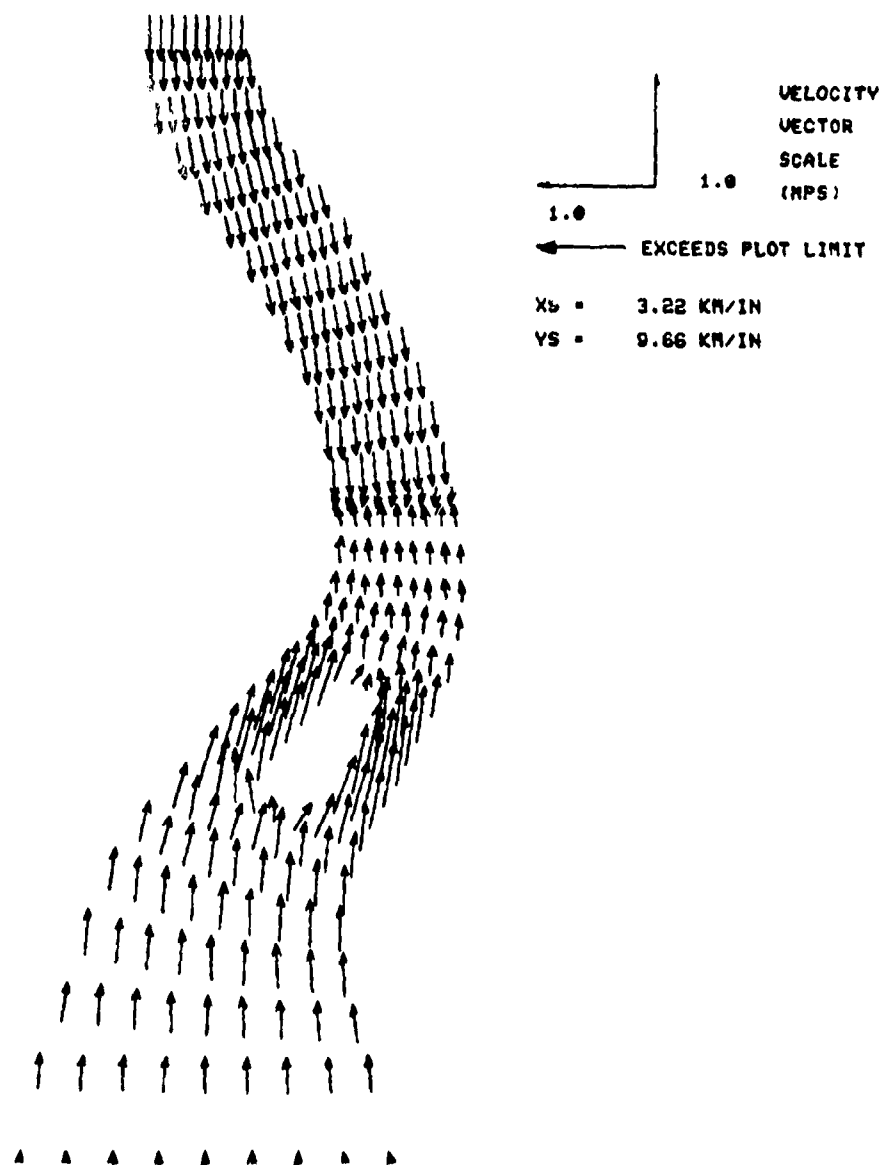 VELOCITY
VECTOR
SCALE
(MPS)
1.0
1.0
EXCEEDS PLOT LIMIT
XS = 3.22 KM/IN
YS = 9.66 KM/IN